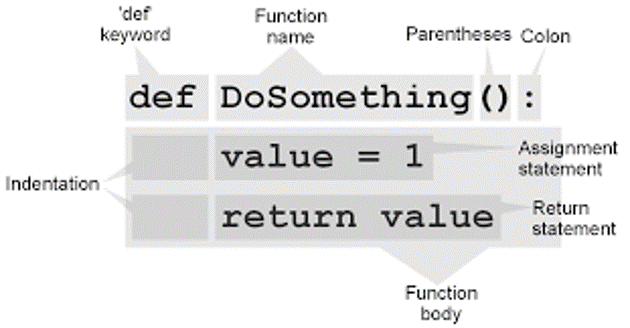 'def'
keyword
Function
name
Parentheses
Colon
def DoSomething():
value = 1
Assignment
statement
Indentation
return value
Return
statement
Function
body